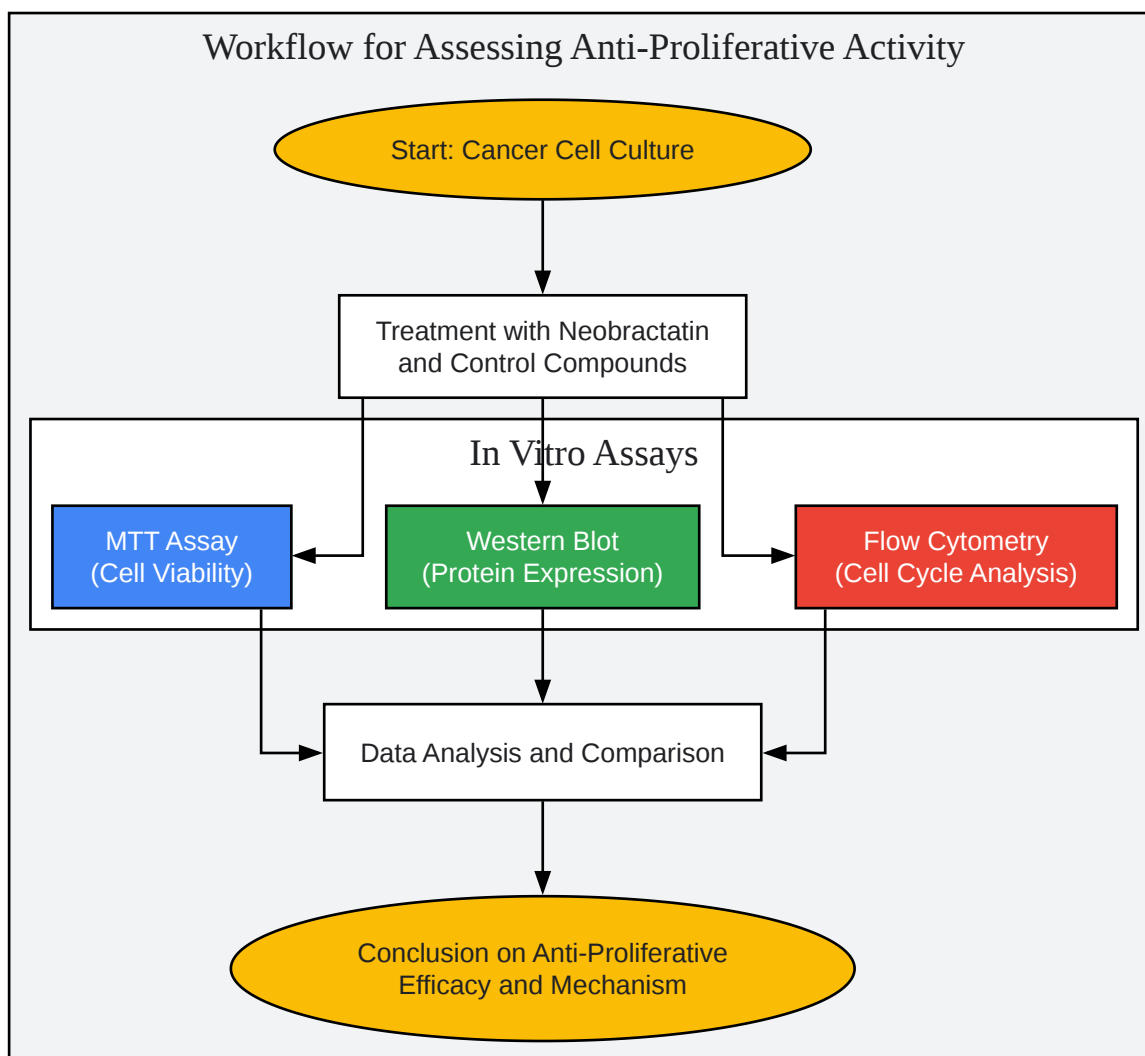 Workflow for Assessing Anti-Proliferative Activity
Start: Cancer Cell Culture
Treatment with Neobractatin
and Control Compounds
In Vitro Assays
MTT Assay
(Cell Viability)
Western Blot
(Protein Expression)
Flow Cytometry
(Cell Cycle Analysis)
Data Analysis and Comparison
Conclusion on Anti-Proliferative
Efficacy and Mechanism